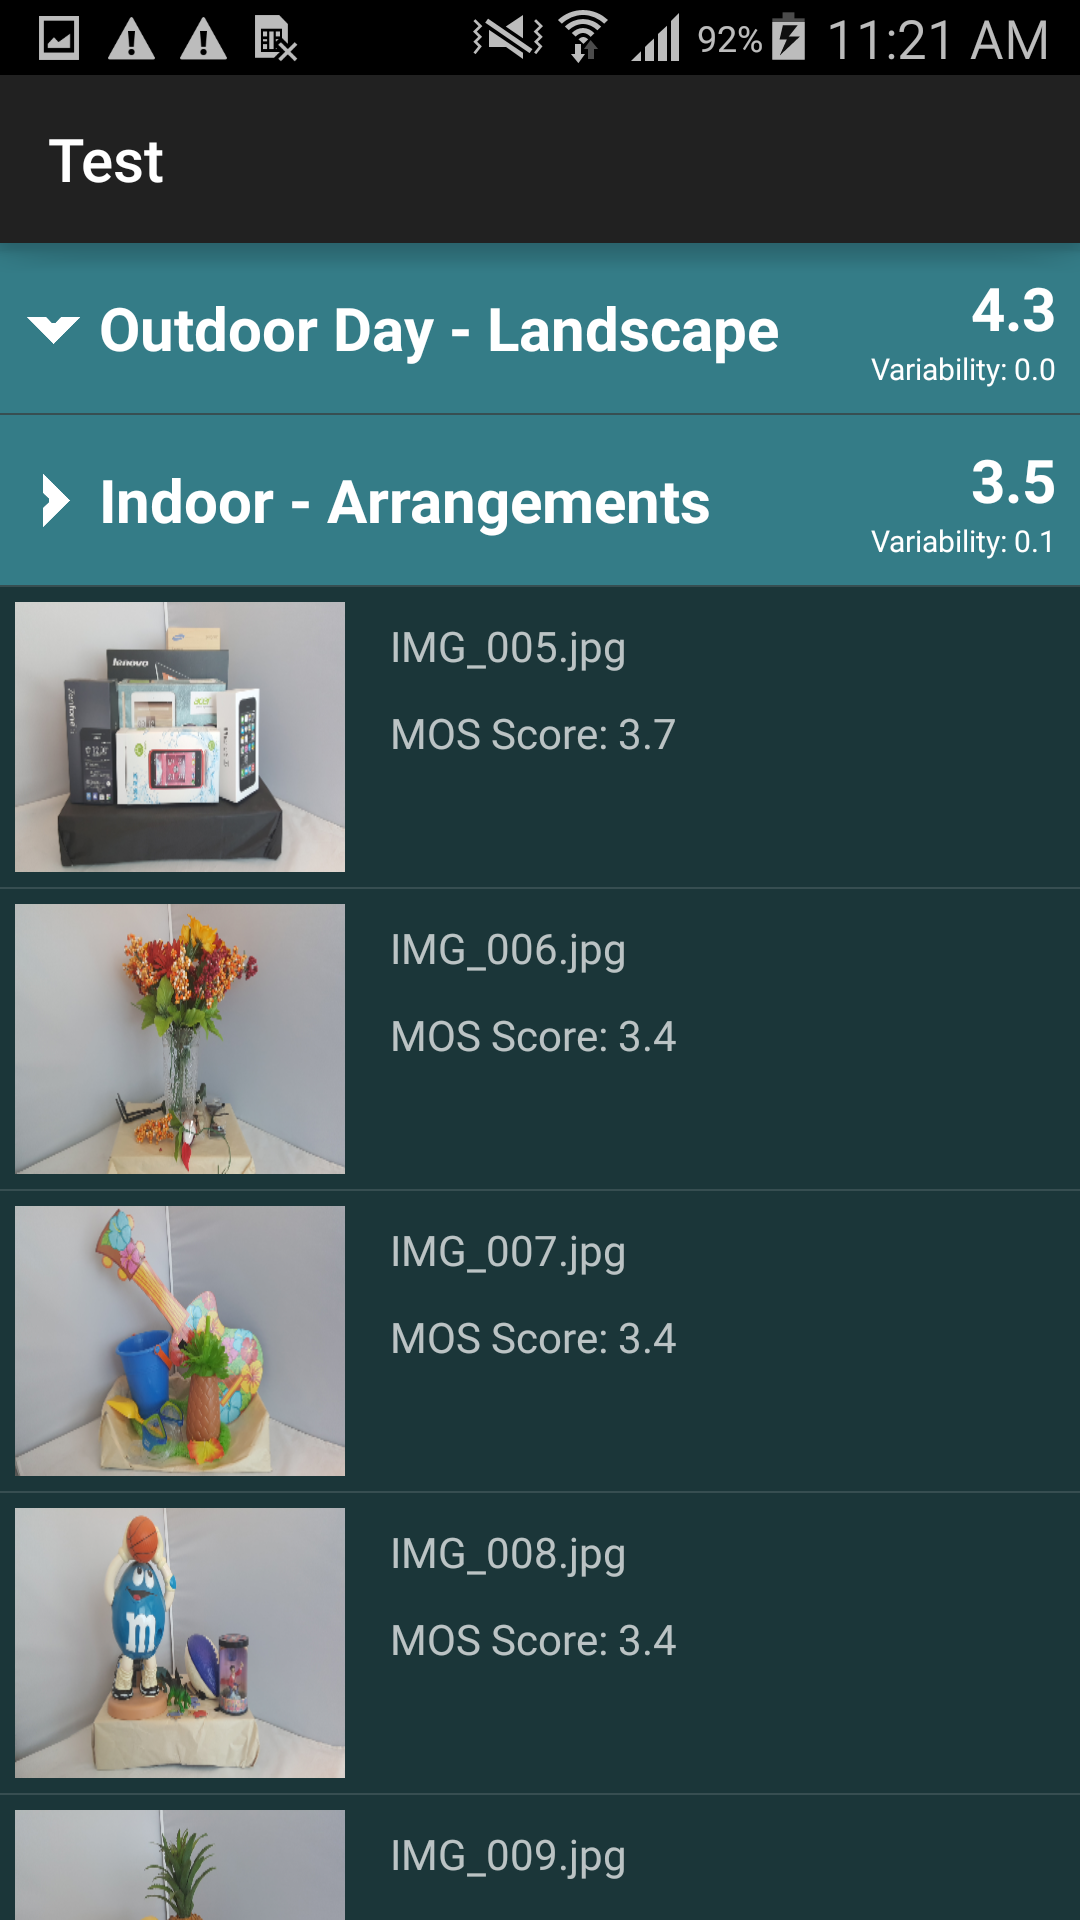 92% 11:21 AM
Test
Outdoor Day - Landscape
4.3
Variability: 0.0
Indoor - Arrangements
3.5
Variability: 0.1
lenovo
acer
IMG_005.jpg
MOS Score: 3.7
IMG_006.jpg
MOS Score: 3.4
IMG_007.jpg
MOS Score: 3.4
m
IMG_008.jpg
MOS Score: 3.4
IMG_009.jpg